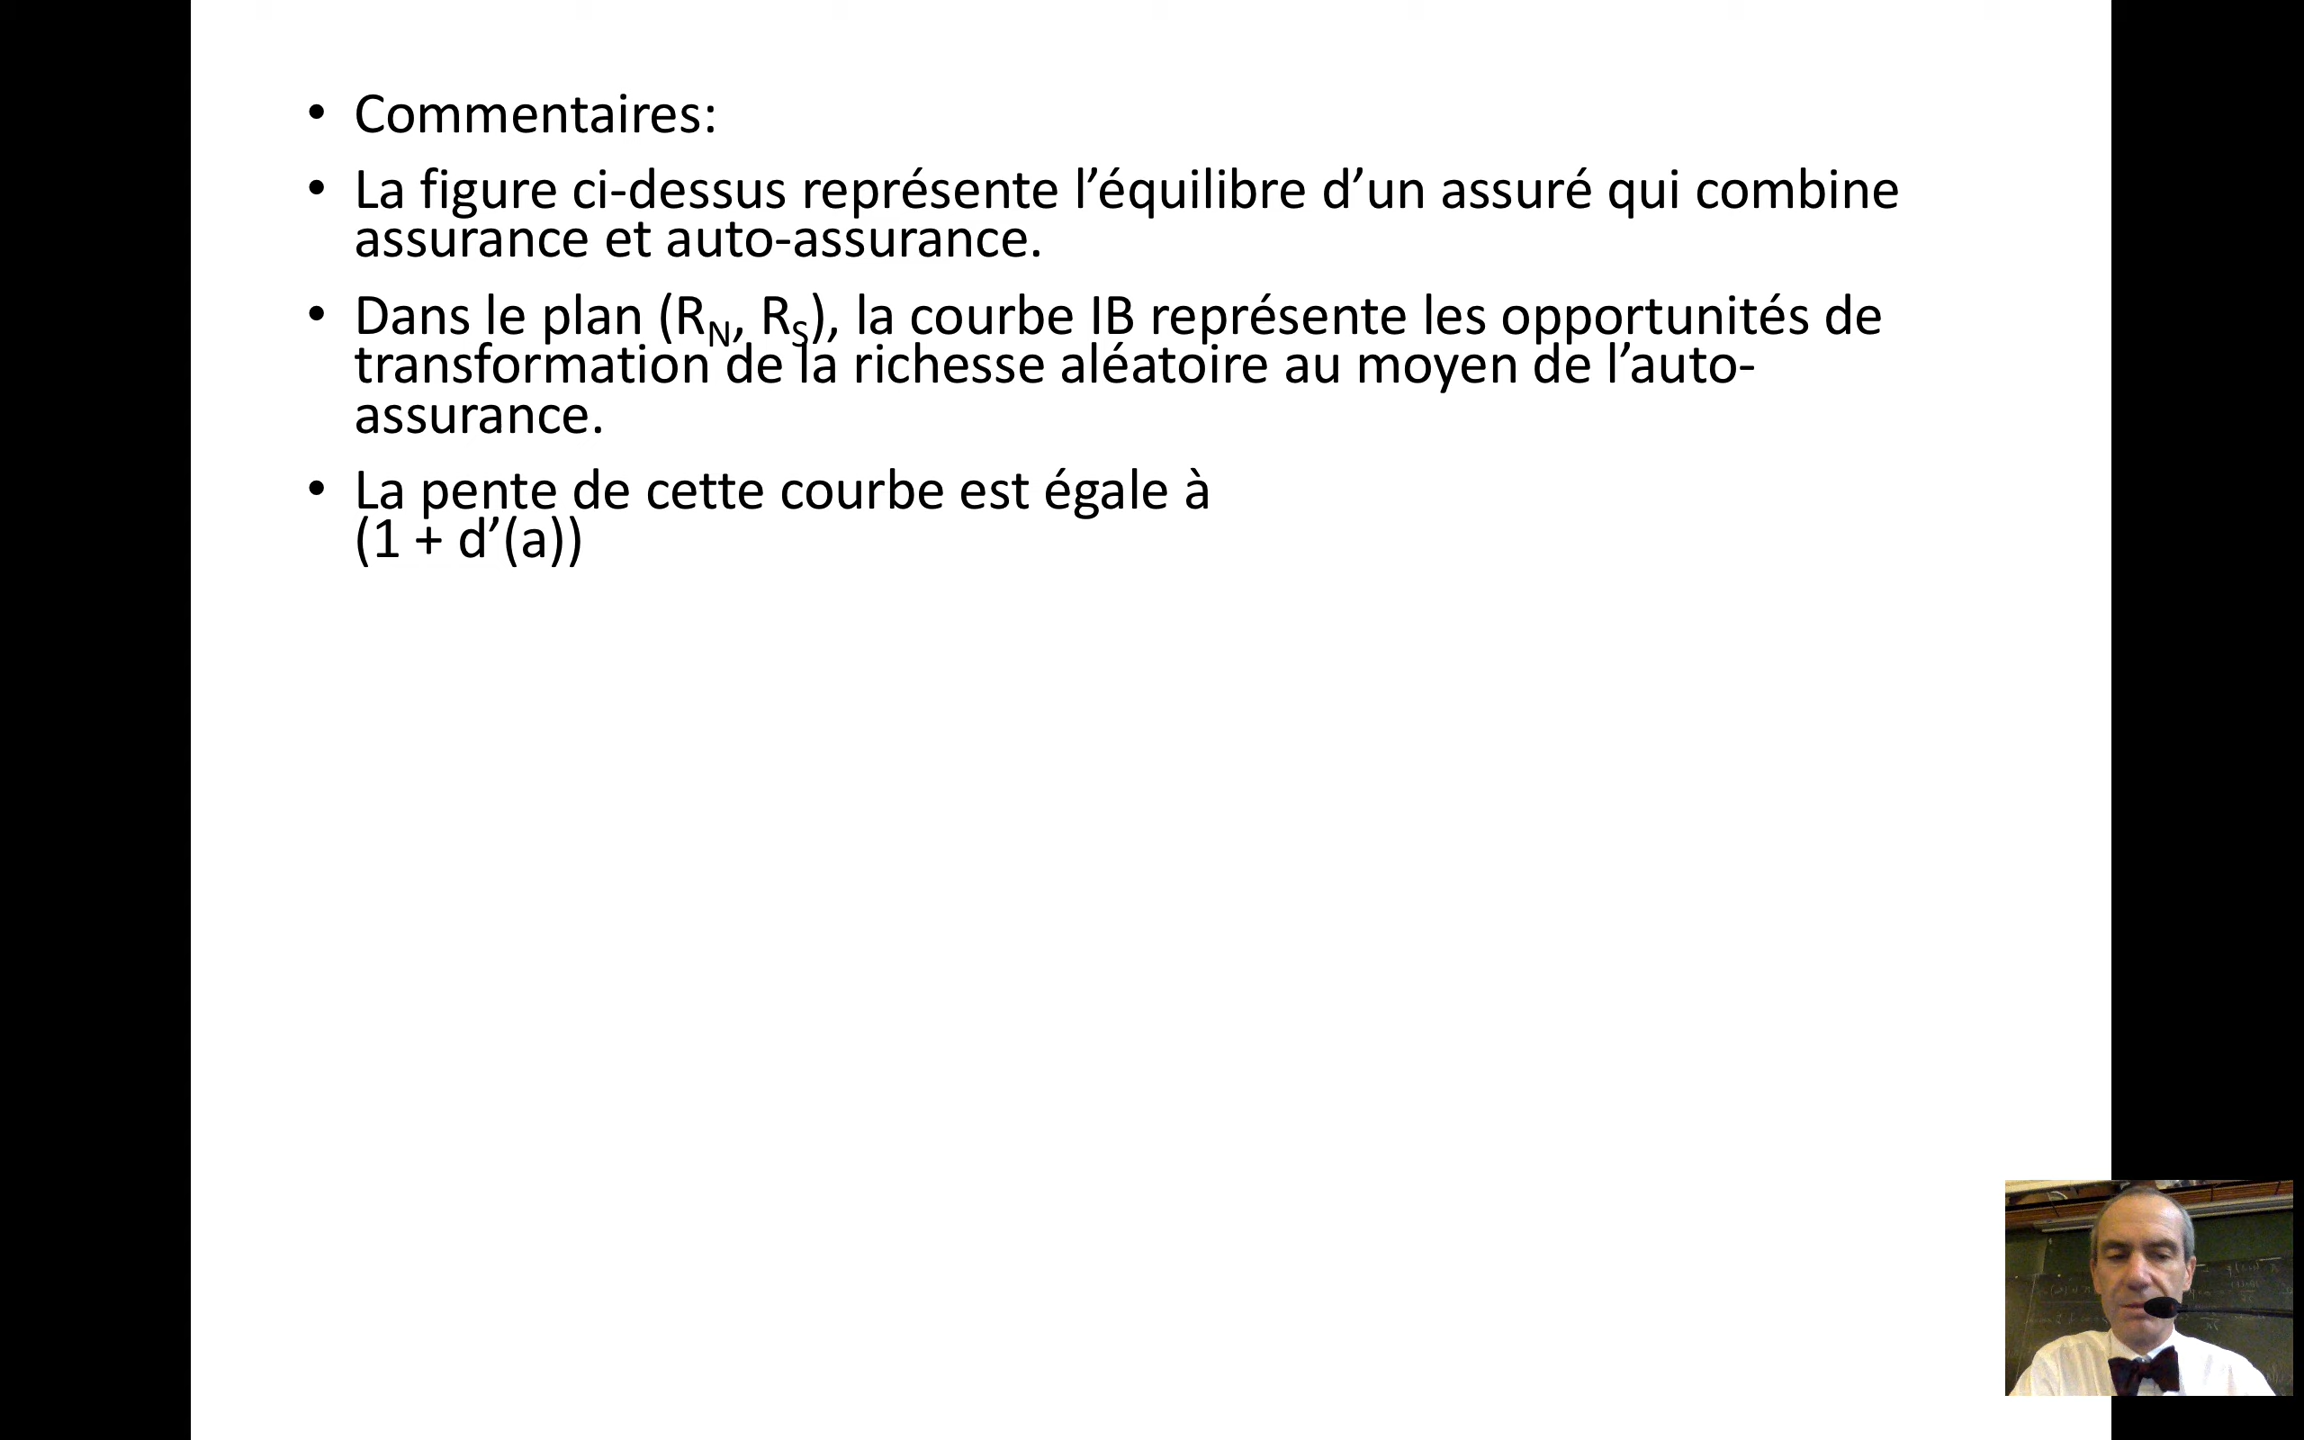 • Commentaires:
• La figure ci-dessus représente l’équilibre d’un assuré qui combine
assurance et auto-assurance.
• Dans le plan (RN, RS), la courbe IB représente les opportunités de
transformation de la richesse aléatoire au moyen de l’auto-
assurance.
• La pente de cette courbe est égale à
(1 + d’(a))